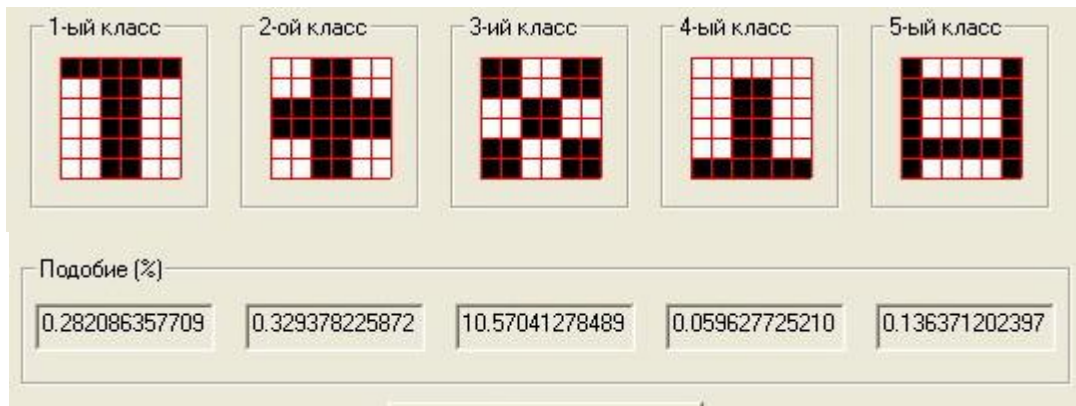 1-ый класс 2-ой класс 3-ий класс 4-ый класс 5-ый класс
Подобие (%)
0.282086357709 0.329378225872 10.57041278489 0.059627725210 0.136371202397